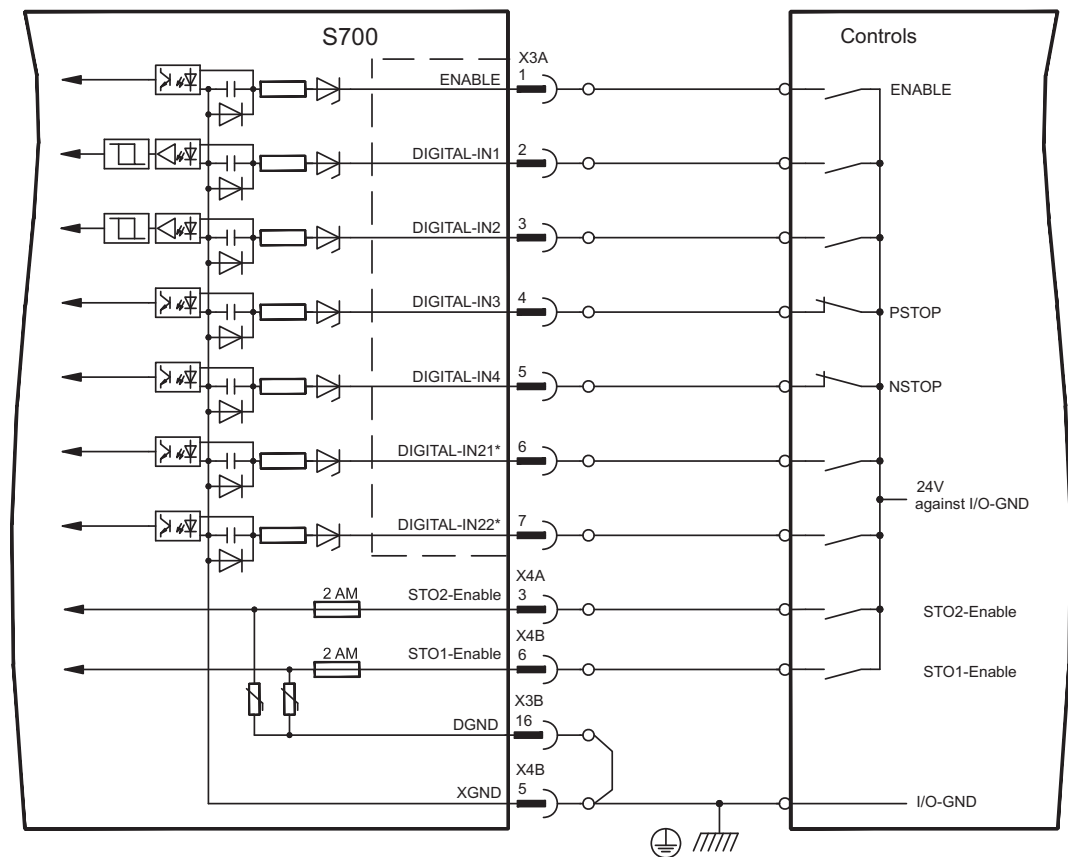 S700
Controls
X3A
ENABLE
1
ENABLE
DIGITAL-IN1
2
DIGITAL-IN2
3
DIGITAL-IN3
4
PSTOP
DIGITAL-IN4
5
NSTOP
DIGITAL-IN21*
6
24V
against I/O-GND
DIGITAL-IN22*
7
X4A
2 AM
STO2-Enable
3
STO2-Enable
X4B
2 AM
STO1-Enable
6
STO1-Enable
X3B
DGND
16
X4B
XGND
5
I/O-GND